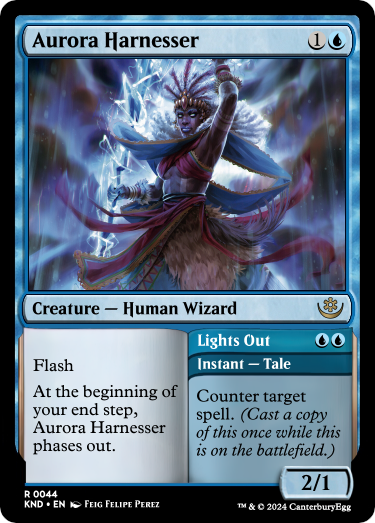 Aurora Harnesser 1
Creature — Human Wizard
Flash
At the beginning of
your end step,
Aurora Harnesser
phases out.
Lights Out
Instant — Tale
Counter target
spell. (Cast a copy
of this once while this
is on the battlefield.)
2/1
R 0044
KND • EN Feig Felipe Perez
™ & © 2024 CanterburyEgg